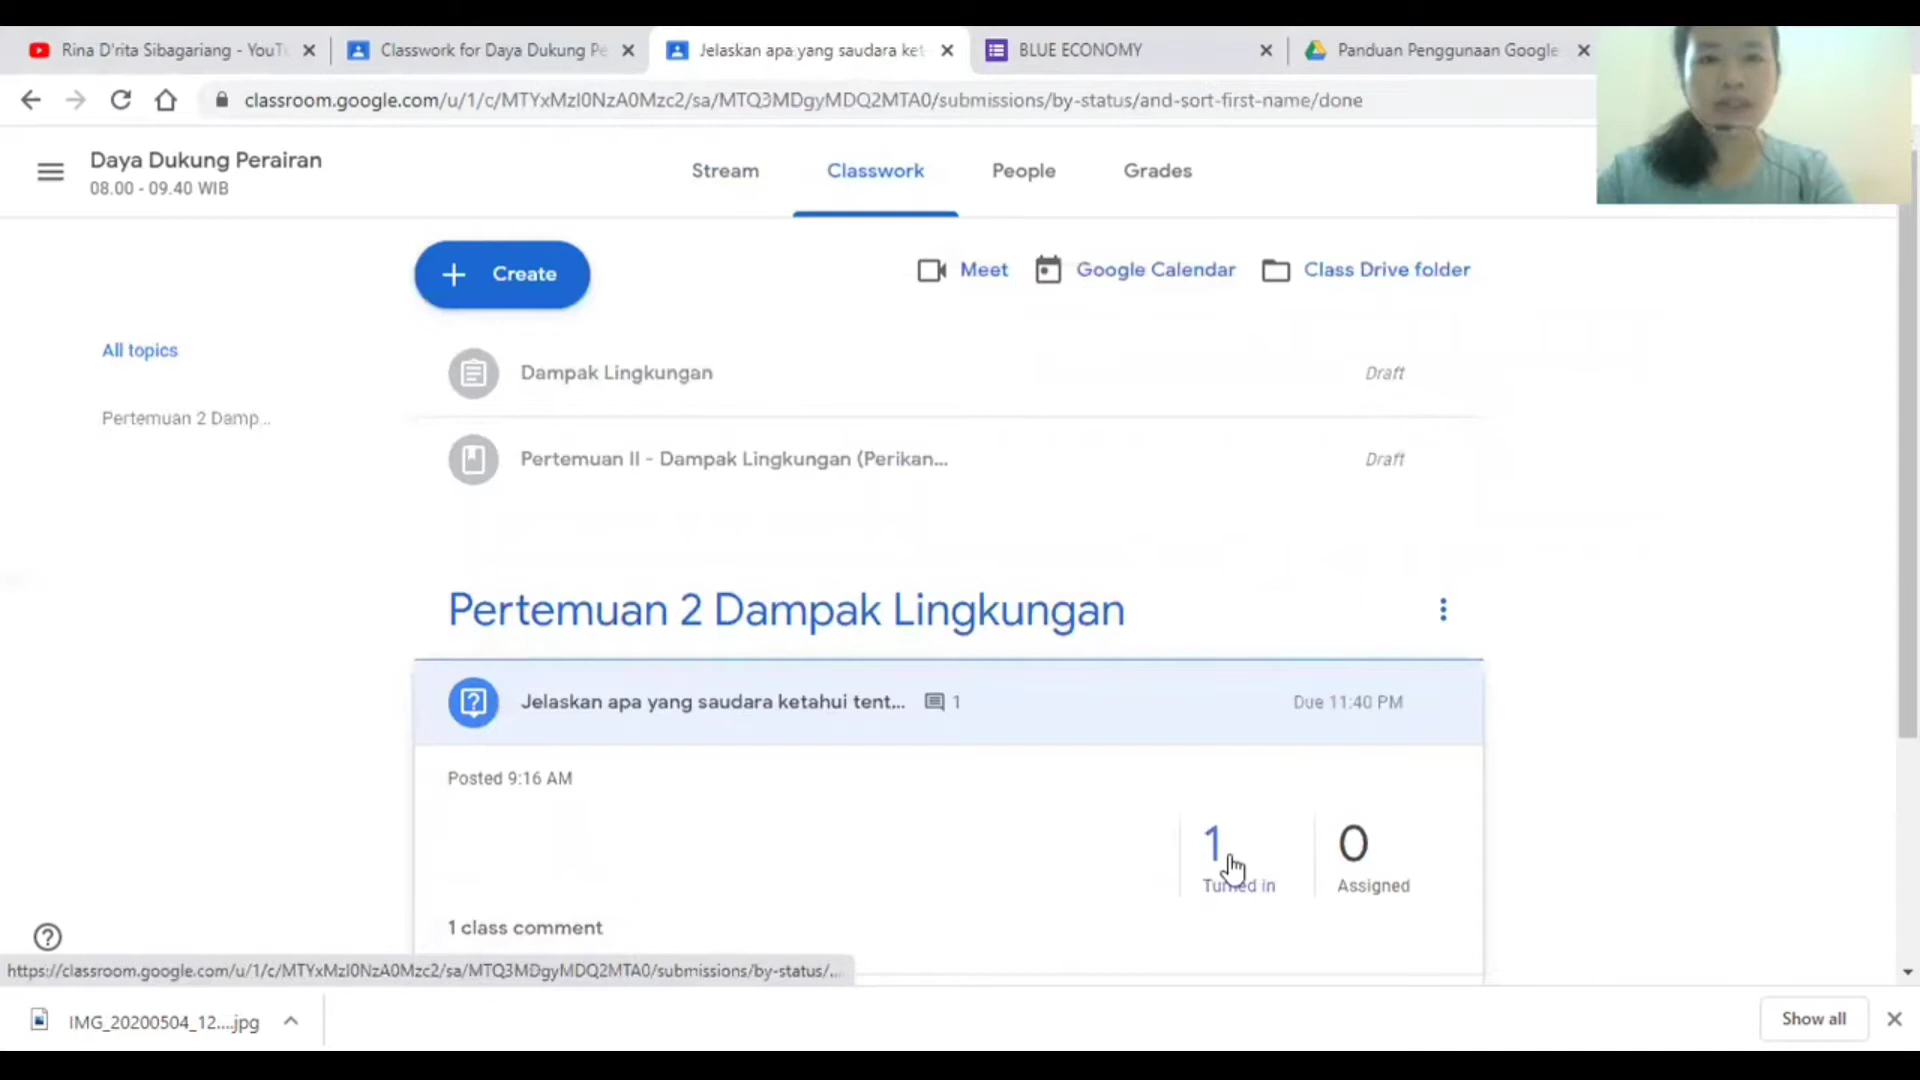 Rina D'rita Sibagariang - YouT
Classwork for Daya Dukung Pe
Jelaskan apa yang saudara ket
BLUE ECONOMY
Panduan Penggunaan Google
classroom.google.com/u/1/c/MTYxMzI0NzA0Mzc2/sa/MTQ3MDgyMDQ2MTA0/submissions/by-status/and-sort-first-name/done
Daya Dukung Perairan
08.00 - 09.40 WIB
Stream
Classwork
People
Grades
+ Create
Meet
Google Calendar
Class Drive folder
All topics
Pertemuan 2 Damp...
Dampak Lingkungan
Draft
Pertemuan II - Dampak Lingkungan (Perikan...
Draft
Pertemuan 2 Dampak Lingkungan
Jelaskan apa yang saudara ketahui tent...
1
Due 11:40 PM
Posted 9:16 AM
1
Turned in
0
Assigned
1 class comment
https://classroom.google.com/u/1/c/MTYxMzI0NzA0Mzc2/sa/MTQ3MDgyMDQ2MTA0/submissions/by-status/...
IMG_20200504_12....jpg
Show all